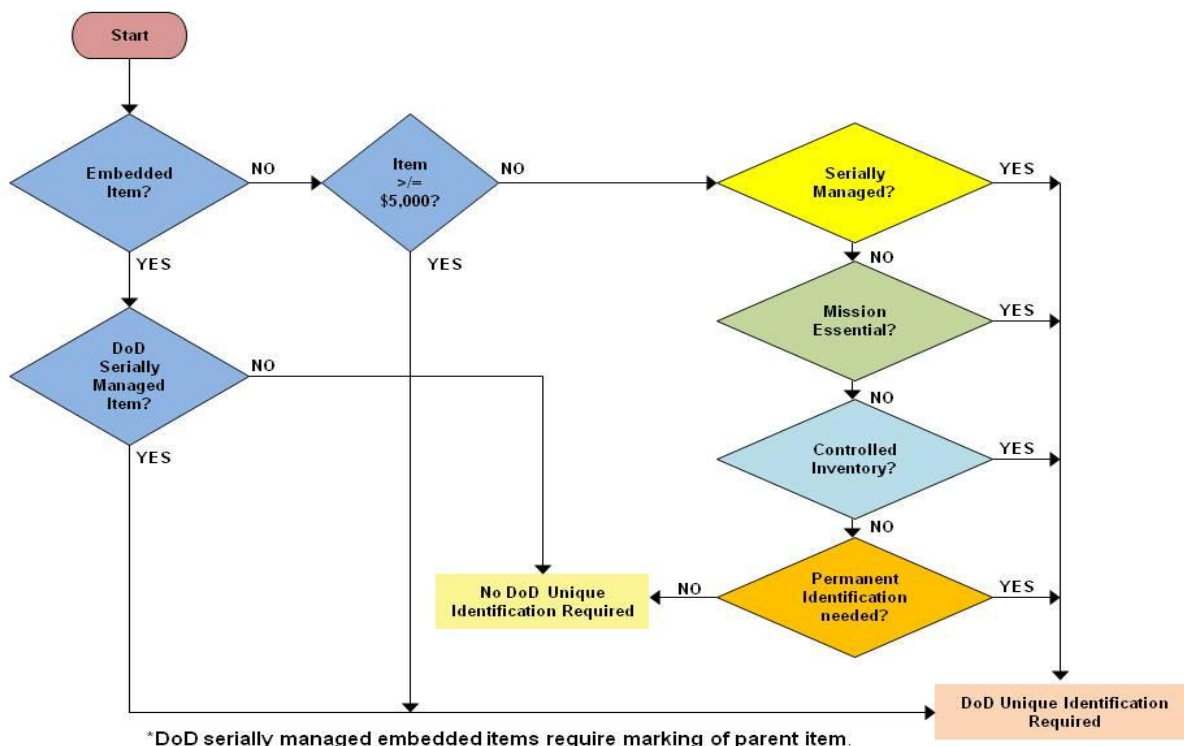 Start
Embedded
Item?
NO
Item
>/=
$5,000?
NO
Serially
Managed?
YES
YES
YES
NO
DoD
Serially
Managed
Item?
NO
Mission
Essential?
YES
NO
YES
Controlled
Inventory?
YES
NO
No DoD Unique
Identification Required
NO
Permanent
Identification
needed?
YES
DoD Unique Identification
Required
*DoD serially managed embedded items require marking of parent item.